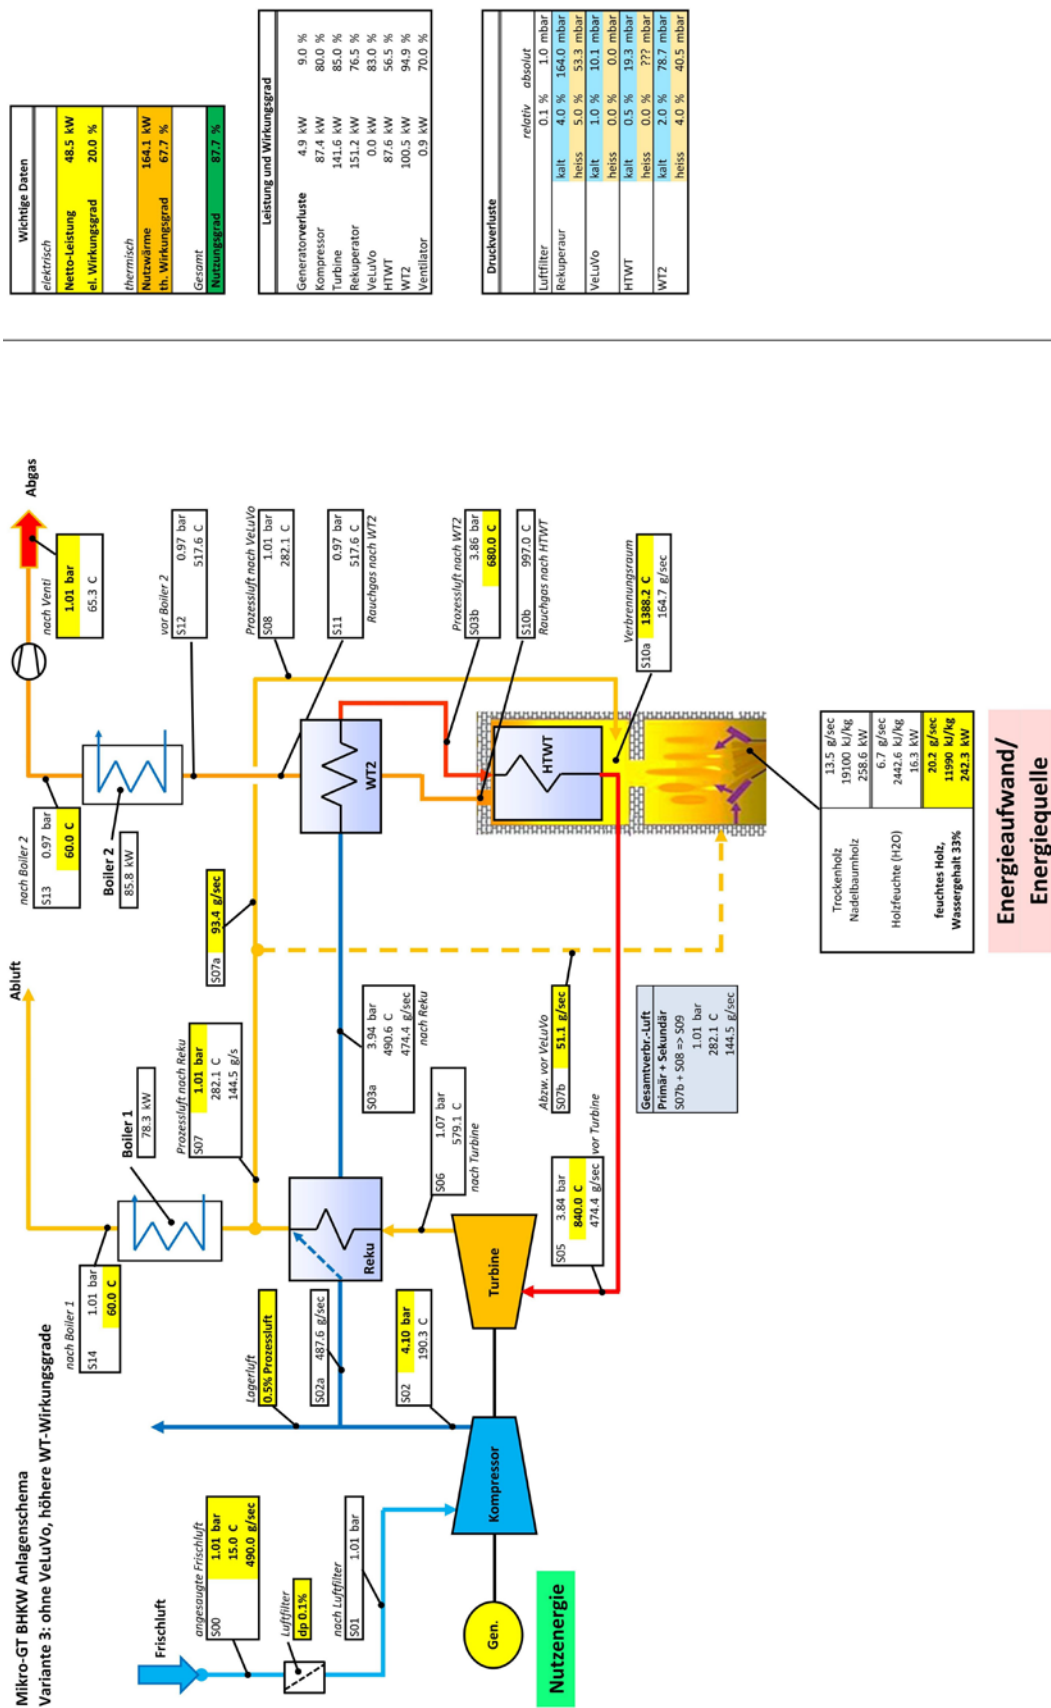 Mikro-GT BHKW Anlagenschema
Variante 3: ohne VeLuVo, höhere WT-Wirkungsgrade
Frischluft
angesaugte Frischluft
S00 1.01 bar
15.0 C
490.0 g/sec
Luftfilter
dp 0.1%
nach Luftfilter
S01 1.01 bar
Gen.
Nutzenergie
Kompressor
Turbine
Lagerluft
0.5% Prozessluft
S02a 487.6 g/sec
S02 4.10 bar
190.3 C
nach Boiler 1
S14 1.01 bar
60.0 C
Abluft
Boiler 1
78.3 kW
Prozessluft nach Reku
S07 1.01 bar
282.1 C
144.5 g/s
Reku
S06 1.07 bar
579.1 C
nach Turbine
S03a 3.94 bar
490.6 C
474.4 g/sec
nach Reku
S05 3.84 bar
840.0 C
474.4 g/sec
vor Turbine
S07a 93.4 g/sec
Abzw. vor VeLuVo
S07b 51.1 g/sec
Gesamtverbr.-Luft
Primär + Sekundär
S07b + S08 => S09
1.01 bar
282.1 C
144.5 g/sec
nach Boiler 2
S13 0.97 bar
60.0 C
Boiler 2
85.8 kW
nach Venti
1.01 bar
65.3 C
Abgas
vor Boiler 2
S12 0.97 bar
517.6 C
Prozessluft nach VeLuVo
S08 1.01 bar
282.1 C
S11 0.97 bar
517.6 C
Rauchgas nach WT2
WT2
Prozessluft nach WT2
S03b 3.86 bar
680.0 C
S10b 997.0 C
Rauchgas nach HTWT
HTWT
Verbrennungsraum
S10a 1388.2 C
164.7 g/sec
Trockenholz 13.5 g/sec
Nadelbaumholz 19100 kJ/kg
258.6 kW
Holzfeuchte (H2O) 6.7 g/sec
2442.6 kJ/kg
16.3 kW
feuchtes Holz, 20.2 g/sec
Wassergehalt 33% 11990 kJ/kg
242.3 kW
Energieaufwand/
Energiequelle
Wichtige Daten
elektrisch
Netto-Leistung 48.5 kW
el. Wirkungsgrad 20.0 %
thermisch
Nutzwärme 164.1 kW
th. Wirkungsgrad 67.7 %
Gesamt
Nutzungsgrad 87.7 %
Leistung und Wirkungsgrad
Generatorverluste 4.9 kW 9.0 %
Kompressor 87.4 kW 80.0 %
Turbine 141.6 kW 85.0 %
Rekuperator 151.2 kW 76.5 %
VeLuVo 0.0 kW 83.0 %
HTWT 87.6 kW 56.5 %
WT2 100.5 kW 94.9 %
Ventilator 0.9 kW 70.0 %
Druckverluste
relativ absolut
Luftfilter 0.1 % 1.0 mbar
Rekuperaur kalt 4.0 % 164.0 mbar
heiss 5.0 % 53.3 mbar
VeLuVo kalt 1.0 % 10.1 mbar
heiss 0.0 % 0.0 mbar
HTWT kalt 0.5 % 19.3 mbar
heiss 0.0 % ??? mbar
WT2 kalt 2.0 % 78.7 mbar
heiss 4.0 % 40.5 mbar